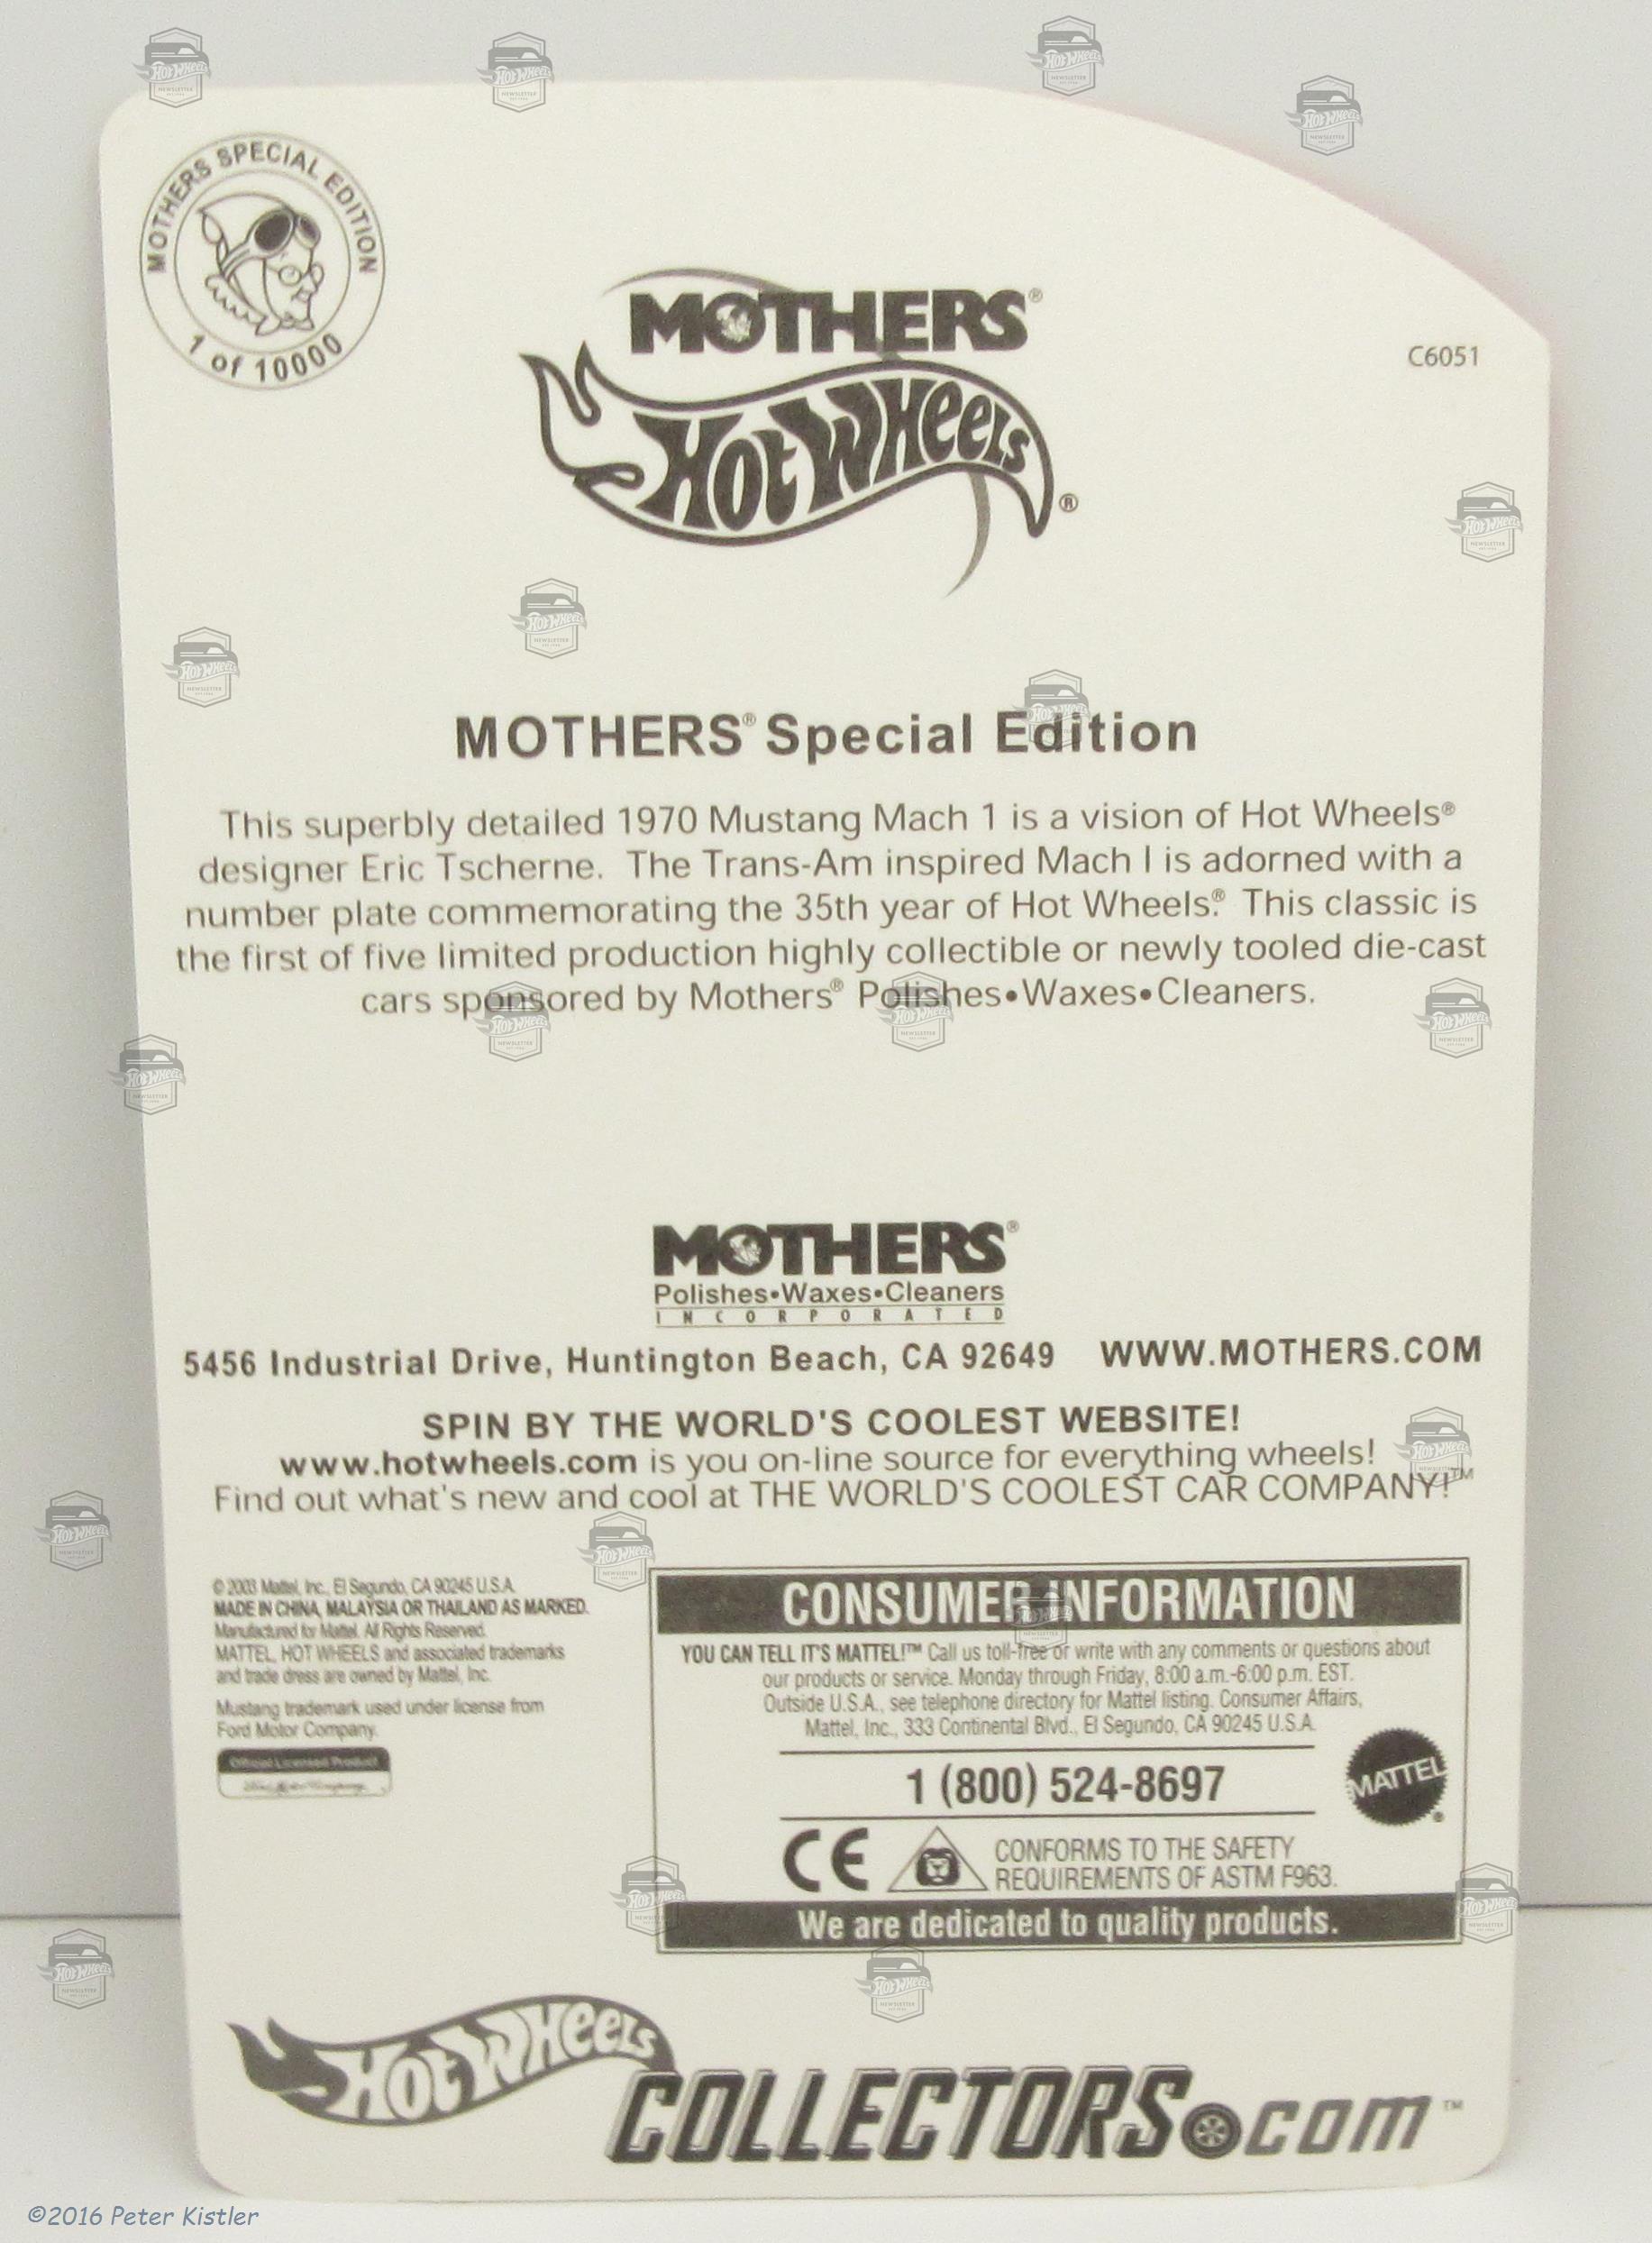 MOTHERS SPECIAL EDITION
1 of 10000
MOTHERS®
Hot Wheels®
C6051
MOTHERS® Special Edition
This superbly detailed 1970 Mustang Mach 1 is a vision of Hot Wheels®
designer Eric Tscherne. The Trans-Am inspired Mach I is adorned with a
number plate commemorating the 35th year of Hot Wheels.® This classic is
the first of five limited production highly collectible or newly tooled die-cast
cars sponsored by Mothers® Polishes•Waxes•Cleaners.
MOTHERS®
Polishes•Waxes•Cleaners
INCORPORATED
5456 Industrial Drive, Huntington Beach, CA 92649 WWW.MOTHERS.COM
SPIN BY THE WORLD'S COOLEST WEBSITE!
www.hotwheels.com is you on-line source for everything wheels!
Find out what's new and cool at THE WORLD'S COOLEST CAR COMPANY!™
© 2003 Mattel, Inc., El Segundo, CA 90245 U.S.A.
MADE IN CHINA, MALAYSIA OR THAILAND AS MARKED.
Manufactured for Mattel. All Rights Reserved.
MATTEL, HOT WHEELS and associated trademarks
and trade dress are owned by Mattel, Inc.
Mustang trademark used under license from
Ford Motor Company.
Official Licensed Product
CONSUMER INFORMATION
YOU CAN TELL IT'S MATTEL!™ Call us toll-free or write with any comments or questions about
our products or service. Monday through Friday, 8:00 a.m.-6:00 p.m. EST.
Outside U.S.A., see telephone directory for Mattel listing. Consumer Affairs,
Mattel, Inc., 333 Continental Blvd., El Segundo, CA 90245 U.S.A.
1 (800) 524-8697
MATTEL®
CE
CONFORMS TO THE SAFETY
REQUIREMENTS OF ASTM F963.
We are dedicated to quality products.
Hot Wheels
COLLECTORS.com™
©2016 Peter Kistler